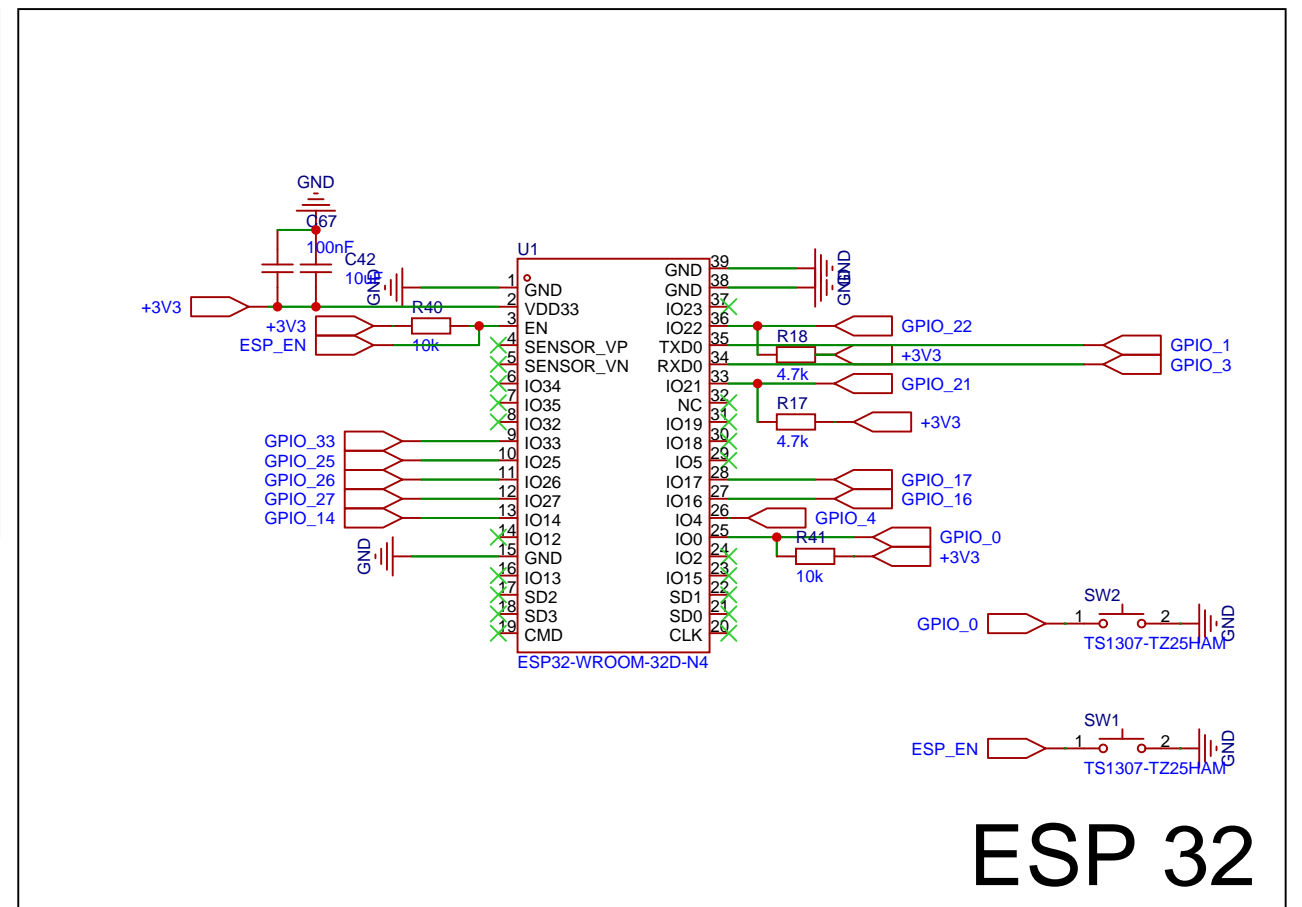 GND
C67
100nF
C42
10uF
GND
+3V3
+3V3
ESP_EN
R40
10k
U1
1 GND
2 VDD33
3 EN
4 SENSOR_VP
5 SENSOR_VN
6 IO34
7 IO35
8 IO32
9 IO33
10 IO25
11 IO26
12 IO27
13 IO14
14 IO12
15 GND
16 IO13
17 SD2
18 SD3
19 CMD
GND 39
GND 38
IO23 37
IO22 36
TXD0 35
RXD0 34
IO21 33
NC 32
IO19 31
IO18 30
IO5 29
IO17 28
IO16 27
IO4 26
IO0 25
IO2 24
IO15 23
SD1 22
SD0 21
CLK 20
ESP32-WROOM-32D-N4
GPIO_33
GPIO_25
GPIO_26
GPIO_27
GPIO_14
GND
GND
GND
GPIO_22
R18
4.7k
+3V3
GPIO_1
GPIO_3
GPIO_21
R17
4.7k
+3V3
GPIO_17
GPIO_16
GPIO_4
GPIO_0
R41
10k
+3V3
SW2
GPIO_0
1 2
GND
TS1307-TZ25HAM
SW1
ESP_EN
1 2
GND
TS1307-TZ25HAM
ESP 32